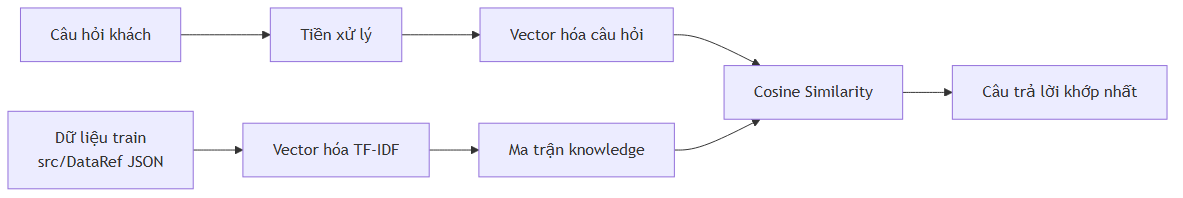 Câu hỏi khách
Tiền xử lý
Vector hóa câu hỏi
Cosine Similarity
Câu trả lời khớp nhất
Dữ liệu train
src/DataRef JSON
Vector hóa TF-IDF
Ma trận knowledge